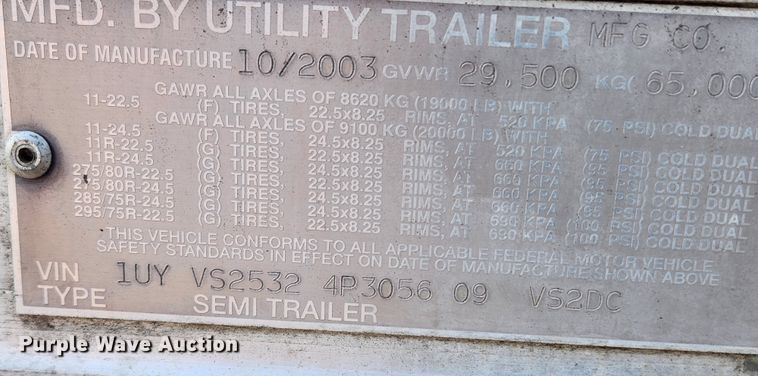 MFD. BY UTILITY TRAILER MFG CO.
DATE OF MANUFACTURE 10/2003 GVWR 29,500 KG( 65,000
GAWR ALL AXLES OF 8620 KG (19000 LB) WITH
11-22.5 (F) TIRES, 22.5x8.25 RIMS, AT 520 KPA (75 PSI) COLD DUAL
GAWR ALL AXLES OF 9100 KG (20000 LB) WITH
11-24.5 (F) TIRES, 24.5x8.25 RIMS, AT 520 KPA (75 PSI) COLD DUAL
11R-22.5 (G) TIRES, 22.5x8.25 RIMS, AT 660 KPA (95 PSI) COLD DUAL
11R-24.5 (G) TIRES, 24.5x8.25 RIMS, AT 660 KPA (95 PSI) COLD DUAL
275/80R-22.5 (G) TIRES, 22.5x8.25 RIMS, AT 660 KPA (95 PSI) COLD DUAL
275/80R-24.5 (G) TIRES, 24.5x8.25 RIMS, AT 660 KPA (95 PSI) COLD DUAL
285/75R-24.5 (G) TIRES, 24.5x8.25 RIMS, AT 690 KPA (100 PSI) COLD DUAL
295/75R-22.5 (G) TIRES, 22.5x8.25 RIMS, AT 690 KPA (100 PSI) COLD DUAL
THIS VEHICLE CONFORMS TO ALL APPLICABLE FEDERAL MOTOR VEHICLE
SAFETY STANDARDS IN EFFECT ON DATE OF MANUFACTURE SHOWN ABOVE
VIN 1UY VS2532 4P3056 09 VS2DC
TYPE SEMI TRAILER
Purple Wave Auction